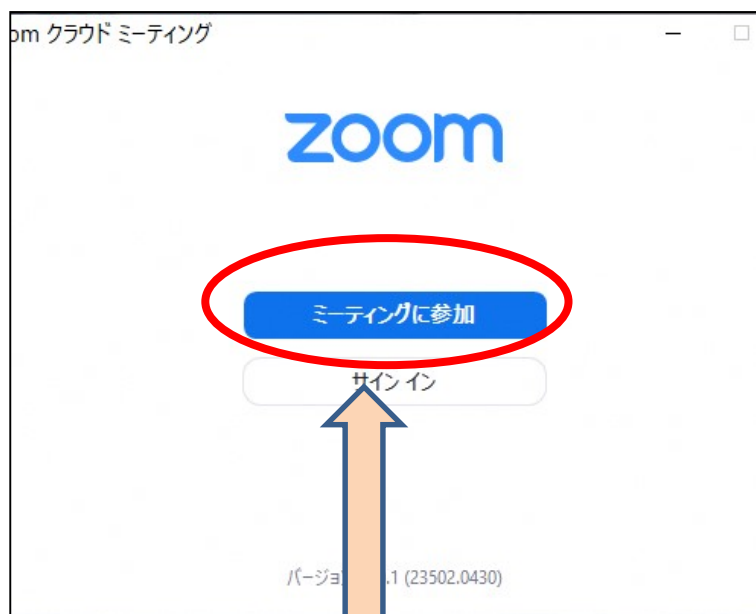 om クラウド ミーティング
zoom
ミーティングに参加
サイン イン
バージョ .1 (23502.0430)